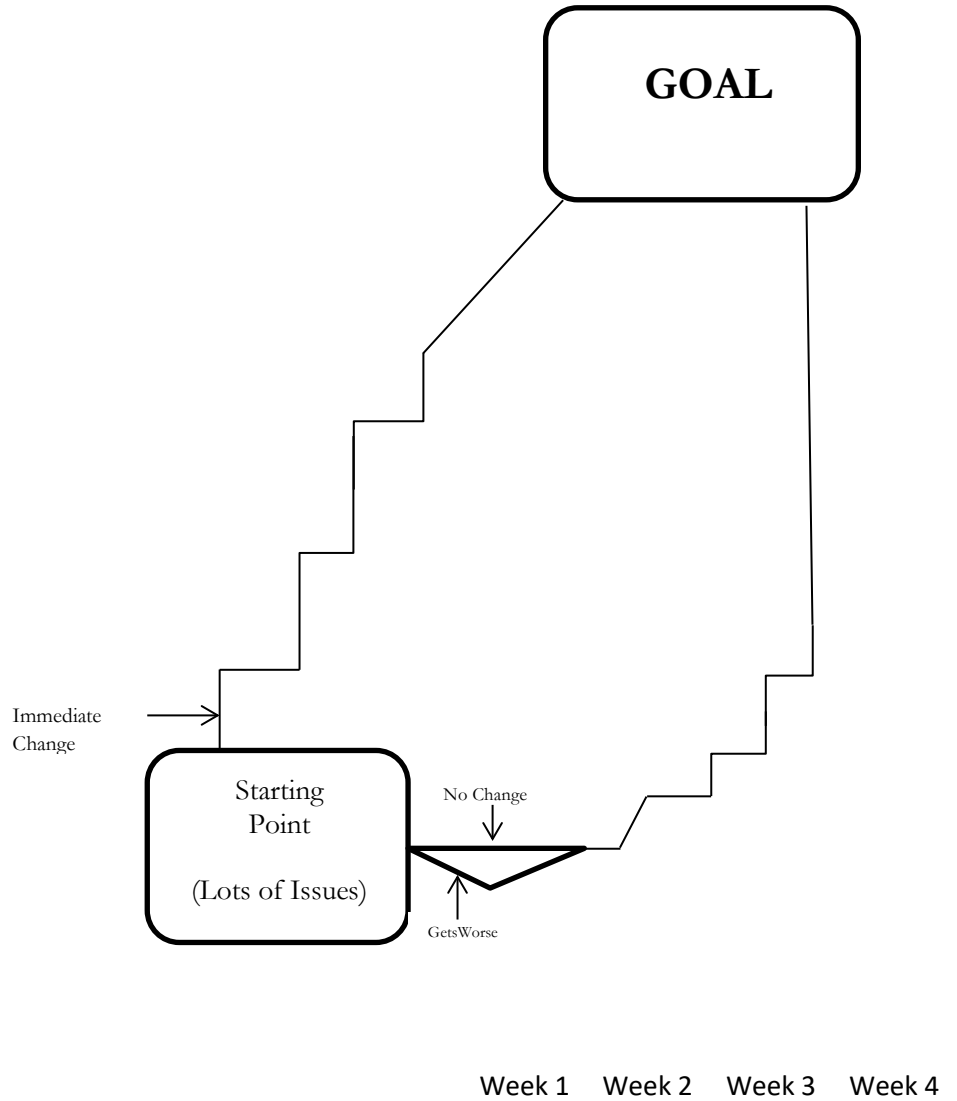 GOAL
Immediate
Change
Starting
Point
(Lots of Issues)
No Change
GetsWorse
Week 1 Week 2 Week 3 Week 4